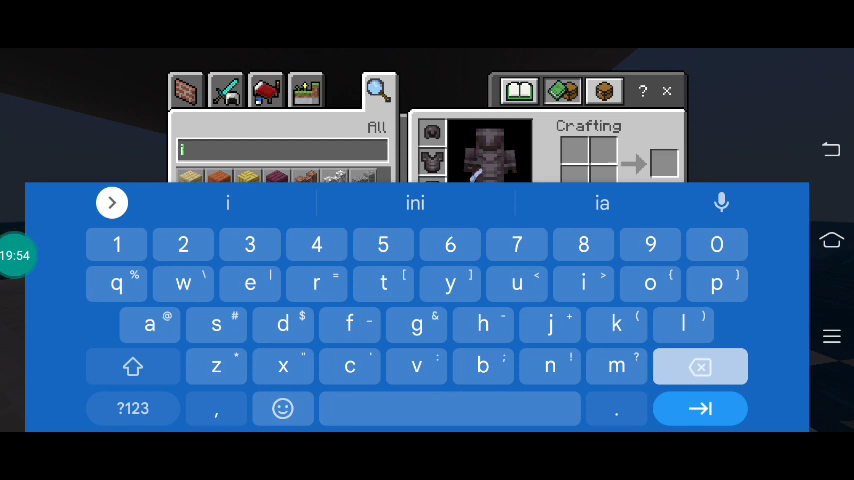 ? ×
All
Crafting
i
i ini ia
1 2 3 4 5 6 7 8 9 0
q % w \ e | r = t [ y ] u < i > o { p }
a @ s # d $ f _ g & h - j + k ( l )
z * x " c ' v : b ; n ! m ?
?123 , .
19:54